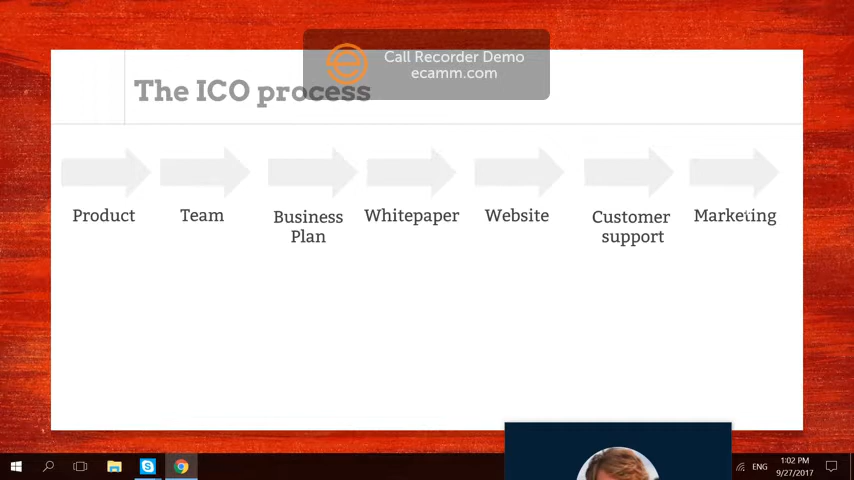 Call Recorder Demo
ecamm.com
The ICO process
Product
Team
Business
Plan
Whitepaper
Website
Customer
support
Marketing
ENG
1:02 PM
9/27/2017